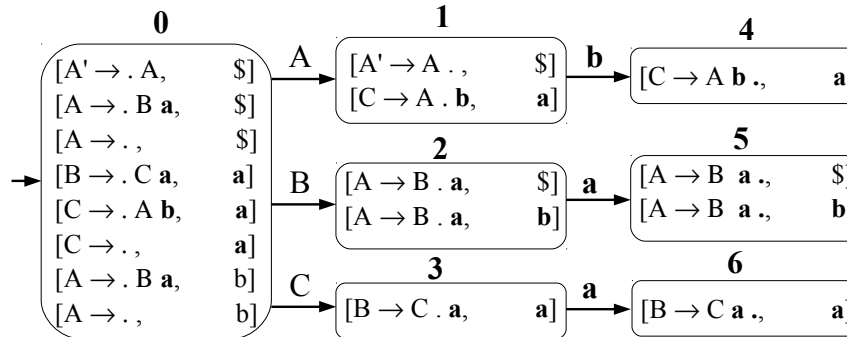 0
[A' → . A, $]
[A → . B a, $]
[A → . , $]
[B → . C a, a]
[C → . A b, a]
[C → . , a]
[A → . B a, b]
[A → . , b]
A
B
C
1
[A' → A . , $]
[C → A . b, a]
2
[A → B . a, $]
[A → B . a, b]
3
[B → C . a, a]
b
a
a
4
[C → A b ., a
5
[A → B a ., $]
[A → B a ., b
6
[B → C a ., a]